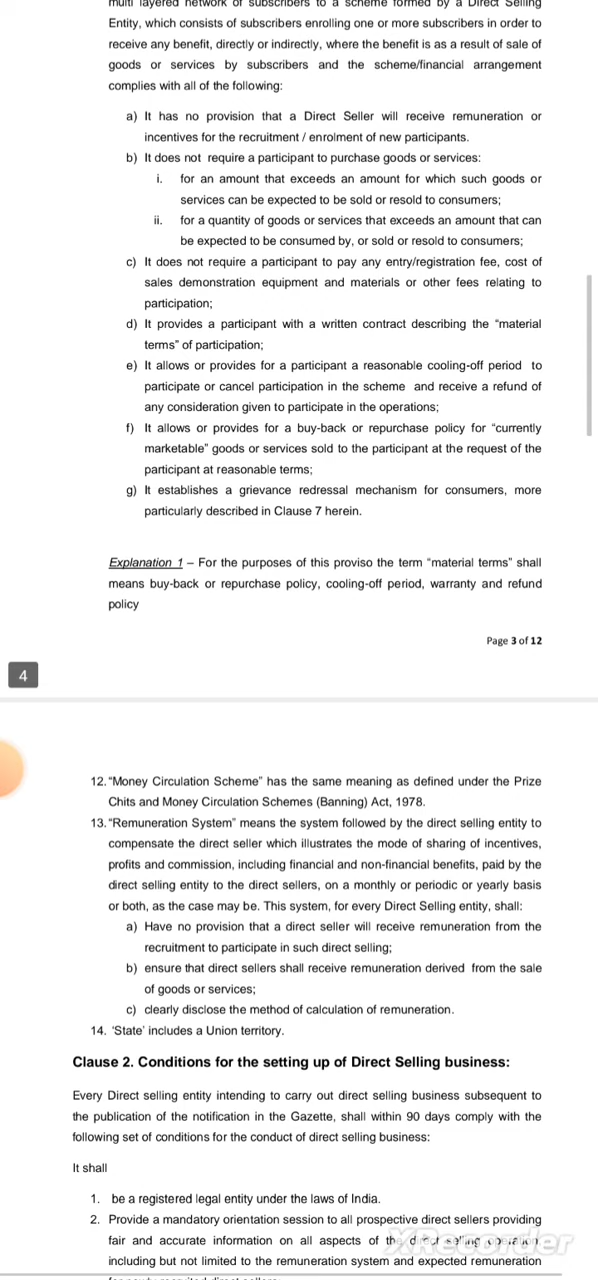 multi layered network of subscribers to a scheme formed by a Direct Selling
Entity, which consists of subscribers enrolling one or more subscribers in order to
receive any benefit, directly or indirectly, where the benefit is as a result of sale of
goods or services by subscribers and the scheme/financial arrangement
complies with all of the following:
a) It has no provision that a Direct Seller will receive remuneration or
incentives for the recruitment / enrolment of new participants.
b) It does not require a participant to purchase goods or services:
i. for an amount that exceeds an amount for which such goods or
services can be expected to be sold or resold to consumers;
ii. for a quantity of goods or services that exceeds an amount that can
be expected to be consumed by, or sold or resold to consumers;
c) It does not require a participant to pay any entry/registration fee, cost of
sales demonstration equipment and materials or other fees relating to
participation;
d) It provides a participant with a written contract describing the “material
terms” of participation;
e) It allows or provides for a participant a reasonable cooling-off period to
participate or cancel participation in the scheme and receive a refund of
any consideration given to participate in the operations;
f) It allows or provides for a buy-back or repurchase policy for “currently
marketable” goods or services sold to the participant at the request of the
participant at reasonable terms;
g) It establishes a grievance redressal mechanism for consumers, more
particularly described in Clause 7 herein.
Explanation 1 – For the purposes of this proviso the term “material terms” shall
means buy-back or repurchase policy, cooling-off period, warranty and refund
policy
Page 3 of 12
4
12. “Money Circulation Scheme” has the same meaning as defined under the Prize
Chits and Money Circulation Schemes (Banning) Act, 1978.
13. “Remuneration System” means the system followed by the direct selling entity to
compensate the direct seller which illustrates the mode of sharing of incentives,
profits and commission, including financial and non-financial benefits, paid by the
direct selling entity to the direct sellers, on a monthly or periodic or yearly basis
or both, as the case may be. This system, for every Direct Selling entity, shall:
a) Have no provision that a direct seller will receive remuneration from the
recruitment to participate in such direct selling;
b) ensure that direct sellers shall receive remuneration derived from the sale
of goods or services;
c) clearly disclose the method of calculation of remuneration.
14. ‘State’ includes a Union territory.
Clause 2. Conditions for the setting up of Direct Selling business:
Every Direct selling entity intending to carry out direct selling business subsequent to
the publication of the notification in the Gazette, shall within 90 days comply with the
following set of conditions for the conduct of direct selling business:
It shall
1. be a registered legal entity under the laws of India.
2. Provide a mandatory orientation session to all prospective direct sellers providing
fair and accurate information on all aspects of the direct selling operation,
XRecorder
including but not limited to the remuneration system and expected remuneration
for newly recruited direct sellers;